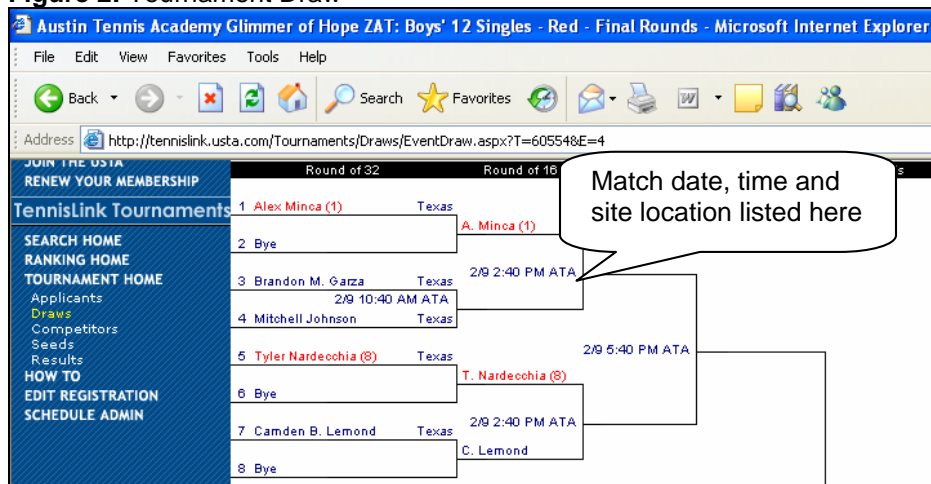 Figure 2. Tournament Draw
Austin Tennis Academy Glimmer of Hope ZAT: Boys' 12 Singles - Red - Final Rounds - Microsoft Internet Explorer
File Edit View Favorites Tools Help
Back Search Favorites
Address http://tennislink.usta.com/Tournaments/Draws/EventDraw.aspx?T=60554&E=4
JOIN THE USTA
RENEW YOUR MEMBERSHIP
TennisLink Tournaments
SEARCH HOME
RANKING HOME
TOURNAMENT HOME
Applicants
Draws
Competitors
Seeds
Results
HOW TO
EDIT REGISTRATION
SCHEDULE ADMIN
Round of 32 Round of 16
Match date, time and
site location listed here
1 Alex Minca (1) Texas
A. Minca (1)
2 Bye
2/9 2:40 PM ATA
3 Brandon M. Garza Texas
2/9 10:40 AM ATA
4 Mitchell Johnson Texas
2/9 5:40 PM ATA
5 Tyler Nardecchia (8) Texas
T. Nardecchia (8)
6 Bye
2/9 2:40 PM ATA
7 Camden B. Lemond Texas
C. Lemond
8 Bye